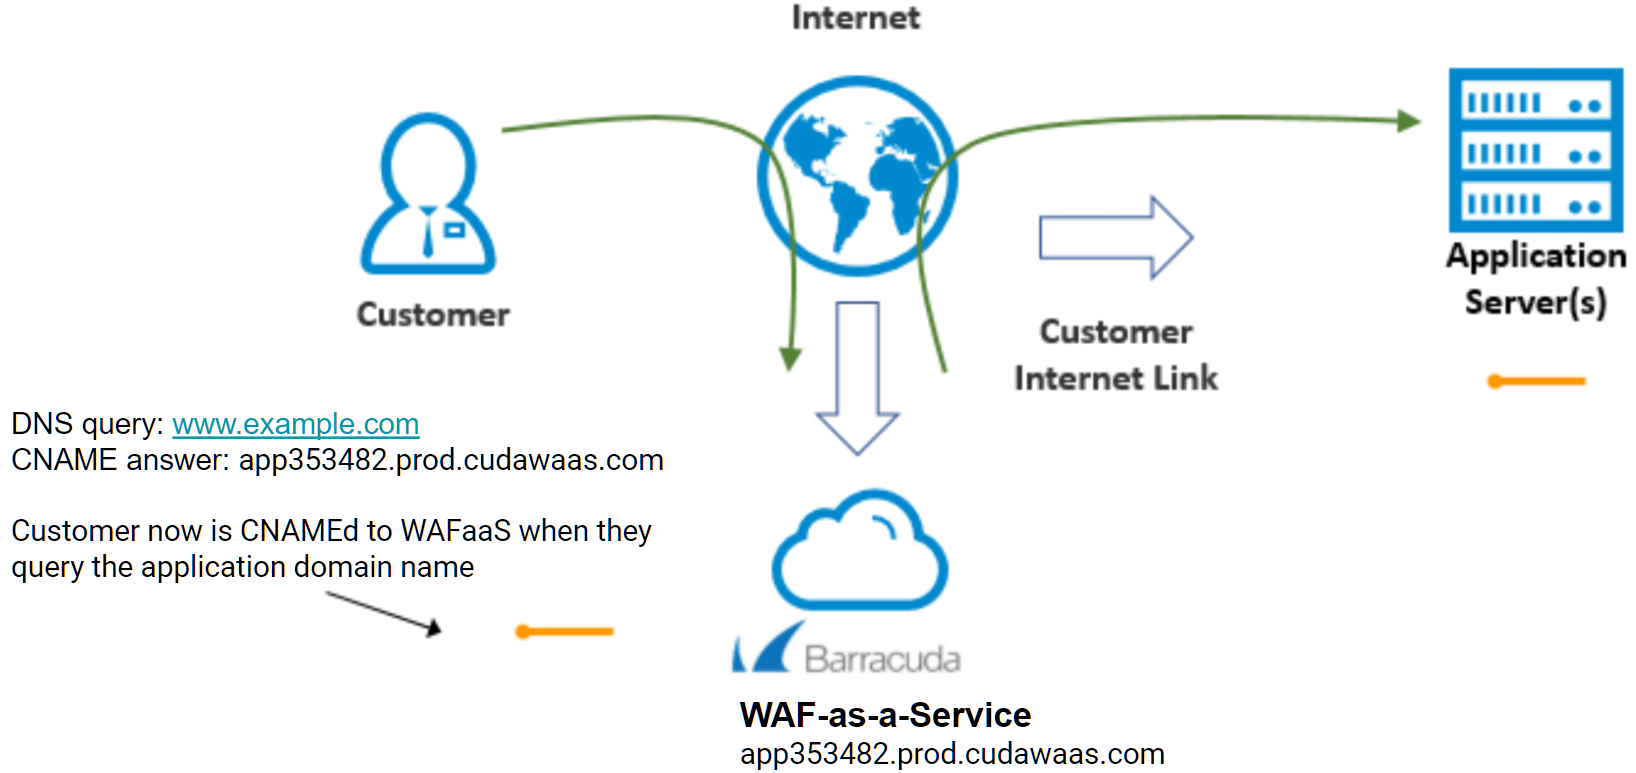 Internet
Customer
Application
Server(s)
Customer
Internet Link
DNS query: www.example.com
CNAME answer: app353482.prod.cudawaas.com
Customer now is CNAMEd to WAFaaS when they
query the application domain name
Barracuda
WAF-as-a-Service
app353482.prod.cudawaas.com